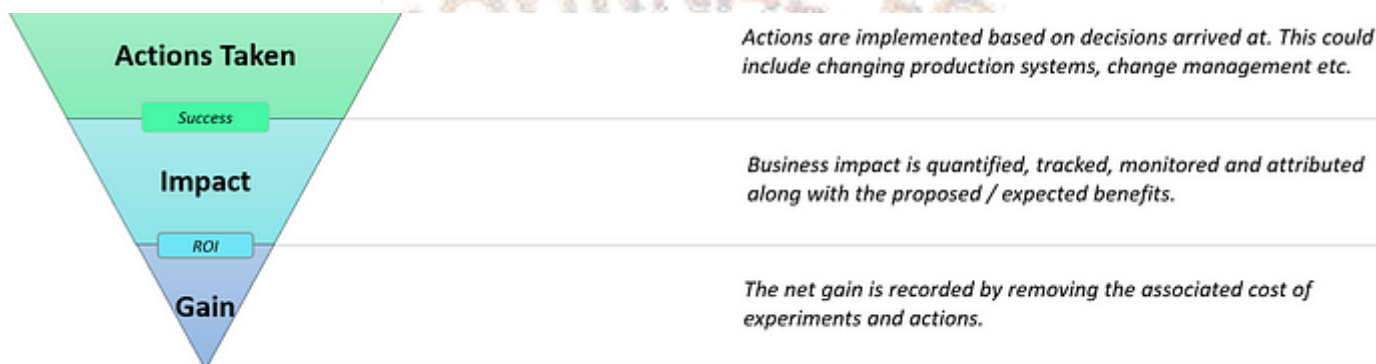 Actions Taken
Actions are implemented based on decisions arrived at. This could
include changing production systems, change management etc.
Success
Impact
Business impact is quantified, tracked, monitored and attributed
along with the proposed / expected benefits.
ROI
Gain
The net gain is recorded by removing the associated cost of
experiments and actions.